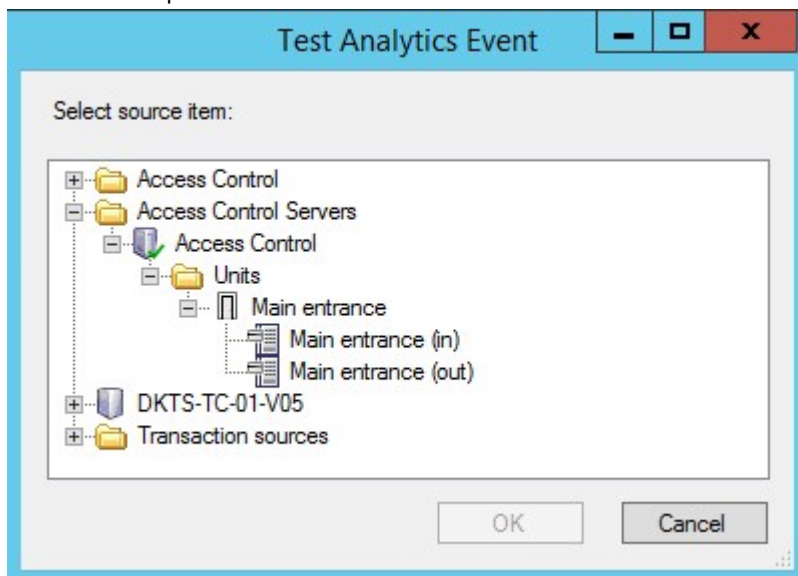 Test Analytics Event
Select source item:
Access Control
Access Control Servers
Access Control
Units
Main entrance
Main entrance (in)
Main entrance (out)
DKTS-TC-01-V05
Transaction sources
OK
Cancel